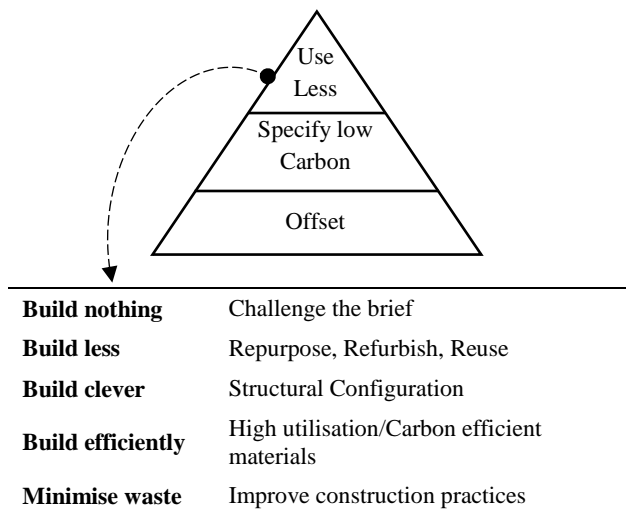 Use
Less
Specify low
Carbon
Offset
Build nothing Challenge the brief
Build less Repurpose, Refurbish, Reuse
Build clever Structural Configuration
Build efficiently High utilisation/Carbon efficient
materials
Minimise waste Improve construction practices